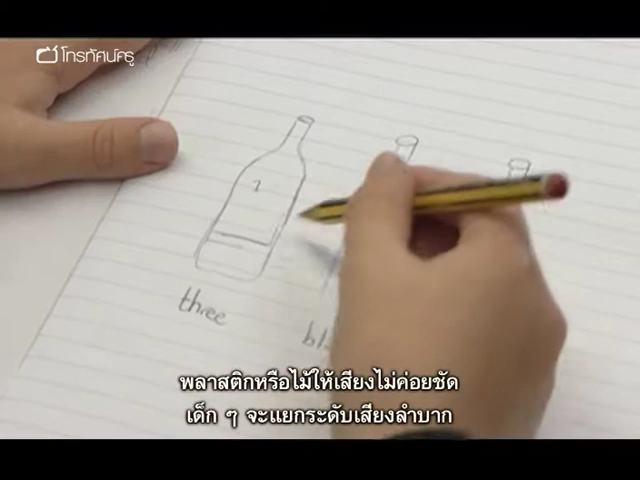 โทรทัศน์ครู
1
three
พลาสติกหรือไม้ให้เสียงไม่ค่อยชัด
เด็ก ๆ จะแยกระดับเสียงลำบาก